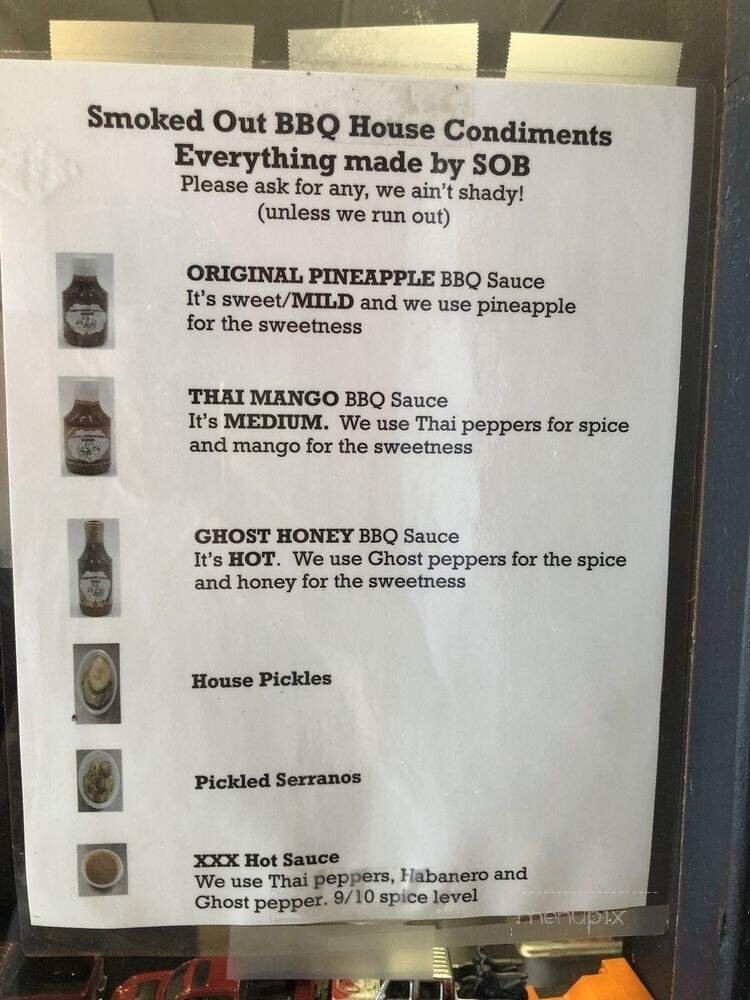 Smoked Out BBQ House Condiments
Everything made by SOB
Please ask for any, we ain't shady!
(unless we run out)
ORIGINAL PINEAPPLE BBQ Sauce
It's sweet/MILD and we use pineapple
for the sweetness
THAI MANGO BBQ Sauce
It's MEDIUM. We use Thai peppers for spice
and mango for the sweetness
GHOST HONEY BBQ Sauce
It's HOT. We use Ghost peppers for the spice
and honey for the sweetness
House Pickles
Pickled Serranos
XXX Hot Sauce
We use Thai peppers, Habanero and
Ghost pepper. 9/10 spice level
menupix